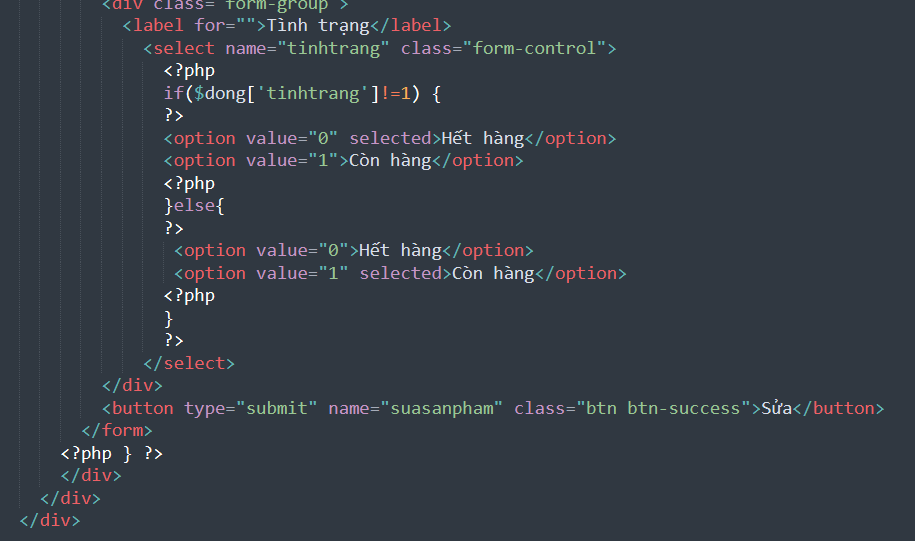 <div class="form-group">
<label for="">Tình trạng</label>
<select name="tinhtrang" class="form-control">
<?php
if($dong['tinhtrang']!=1) {
?>
<option value="0" selected>Hết hàng</option>
<option value="1">Còn hàng</option>
<?php
}else{
?>
<option value="0">Hết hàng</option>
<option value="1" selected>Còn hàng</option>
<?php
}
?>
</select>
</div>
<button type="submit" name="suasanpham" class="btn btn-success">Sửa</button>
</form>
<?php } ?>
</div>
</div>
</div>